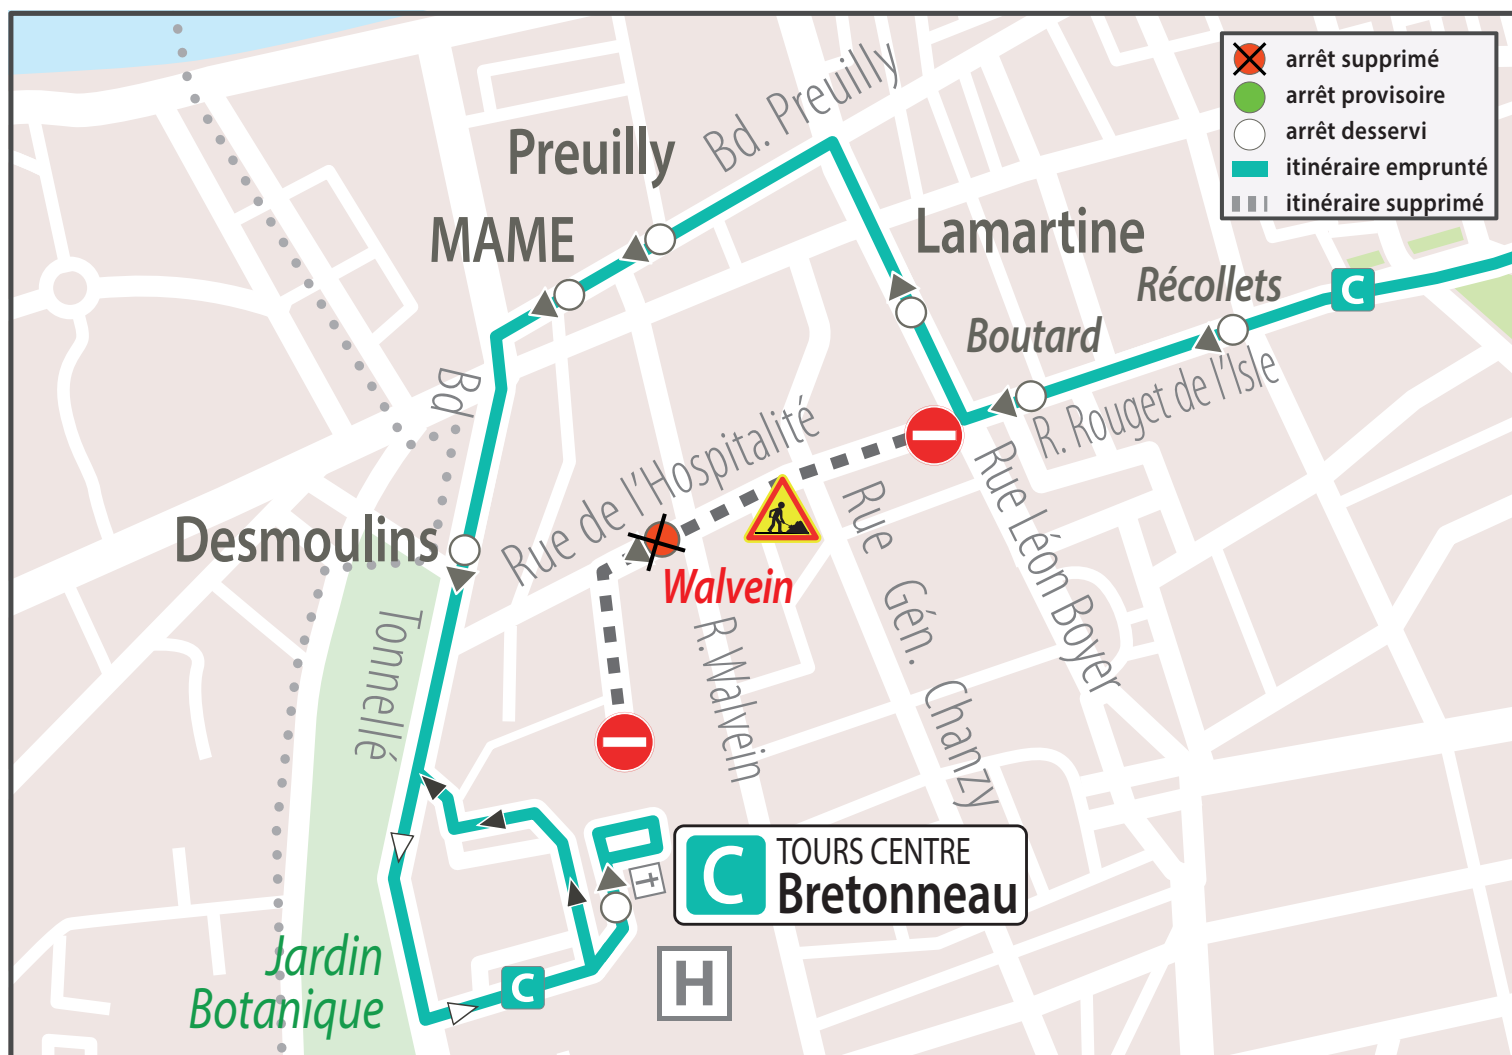 arrêt supprimé
arrêt provisoire
arrêt desservi
itinéraire emprunté
itinéraire supprimé
Bd. Preuilly
Preuilly
MAME
Lamartine
Récollets
C
Boutard
R. Rouget de l'Isle
Bd
Rue de l'Hospitalité
Rue Léon Boyer
Rue Gén. Chanzy
Desmoulins
Walvein
R.Walvein
Tonnellé
C
TOURS CENTRE
Bretonneau
Jardin
Botanique
C
H